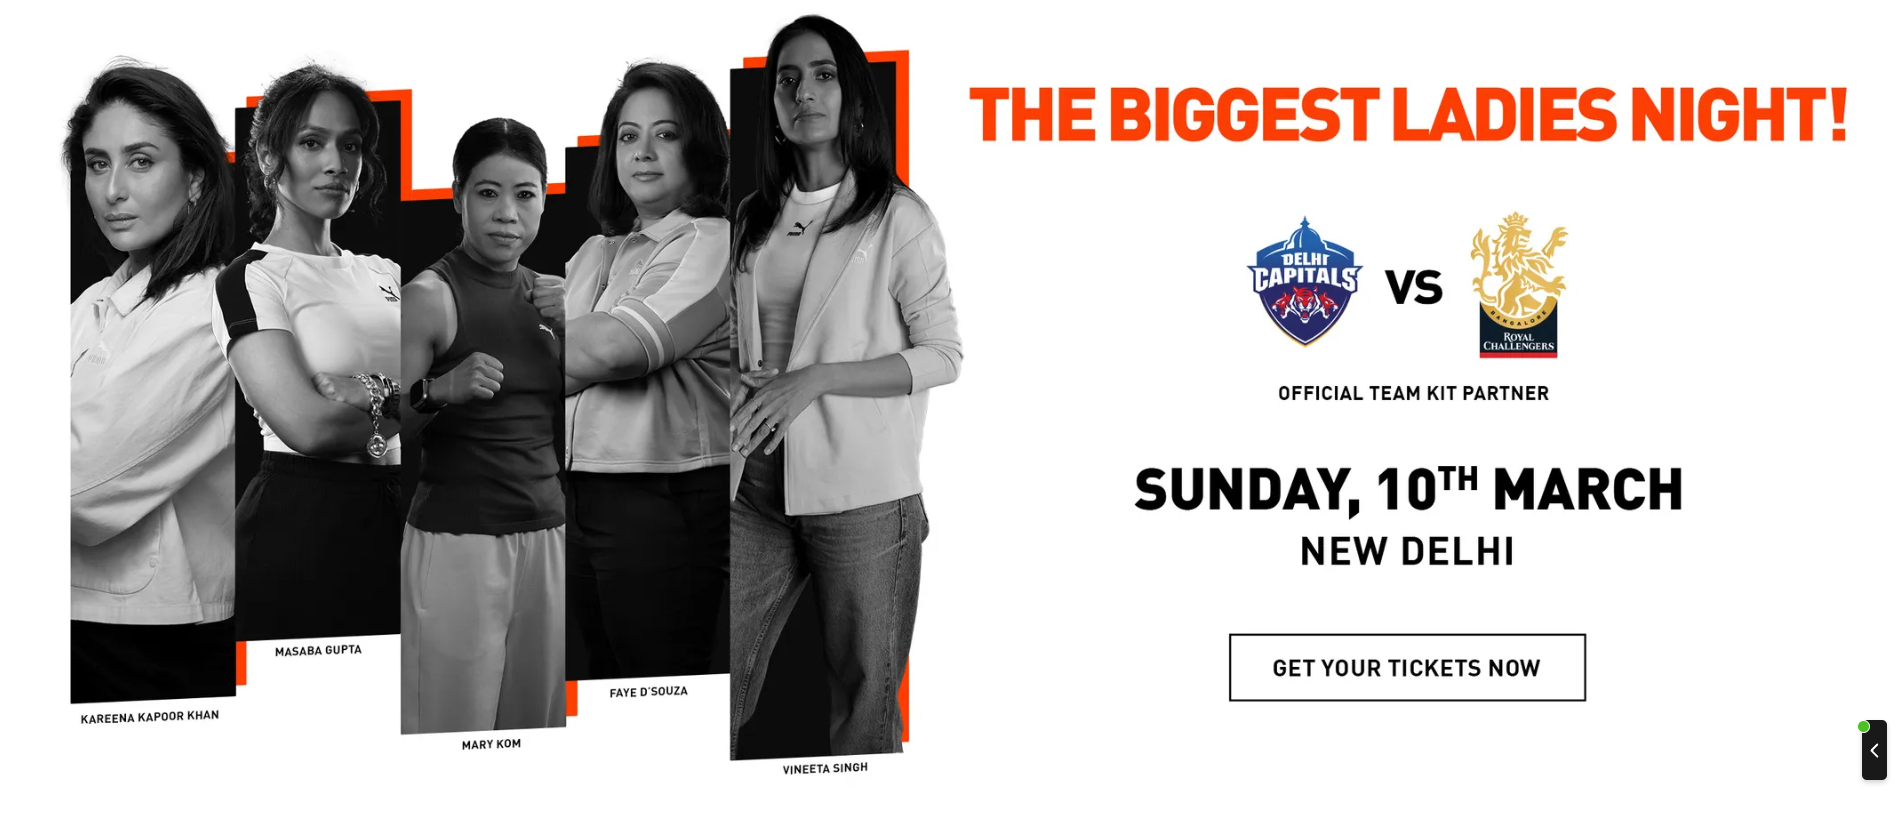 THE BIGGEST LADIES NIGHT!
DELHI
CAPITALS
VS
BANGALORE
ROYAL
CHALLENGERS
OFFICIAL TEAM KIT PARTNER
SUNDAY, 10TH MARCH
NEW DELHI
GET YOUR TICKETS NOW
KAREENA KAPOOR KHAN
MASABA GUPTA
MARY KOM
FAYE D'SOUZA
VINEETA SINGH